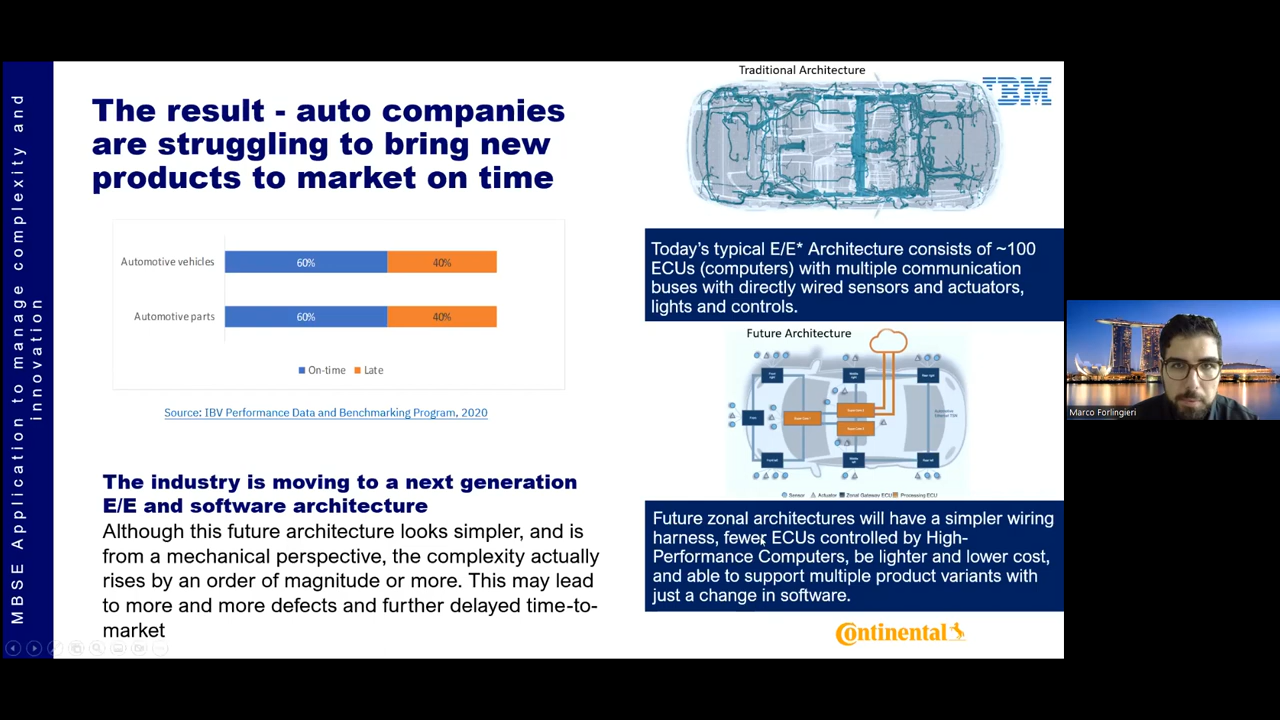 MBSE Application to manage complexity and
innovation
The result - auto companies
are struggling to bring new
products to market on time
Automotive vehicles
60%
40%
Automotive parts
60%
40%
On-time
Late
Source: IBV Performance Data and Benchmarking Program, 2020
The industry is moving to a next generation
E/E and software architecture
Although this future architecture looks simpler, and is
from a mechanical perspective, the complexity actually
rises by an order of magnitude or more. This may lead
to more and more defects and further delayed time-to-
market
Traditional Architecture
IBM
Today's typical E/E* Architecture consists of ~100
ECUs (computers) with multiple communication
buses with directly wired sensors and actuators,
lights and controls.
Future Architecture
Sensor
Actuator
Zonal Gateway ECU
Processing ECU
Future zonal architectures will have a simpler wiring
harness, fewer ECUs controlled by High-
Performance Computers, be lighter and lower cost,
and able to support multiple product variants with
just a change in software.
Continental
Marco Forlingieri